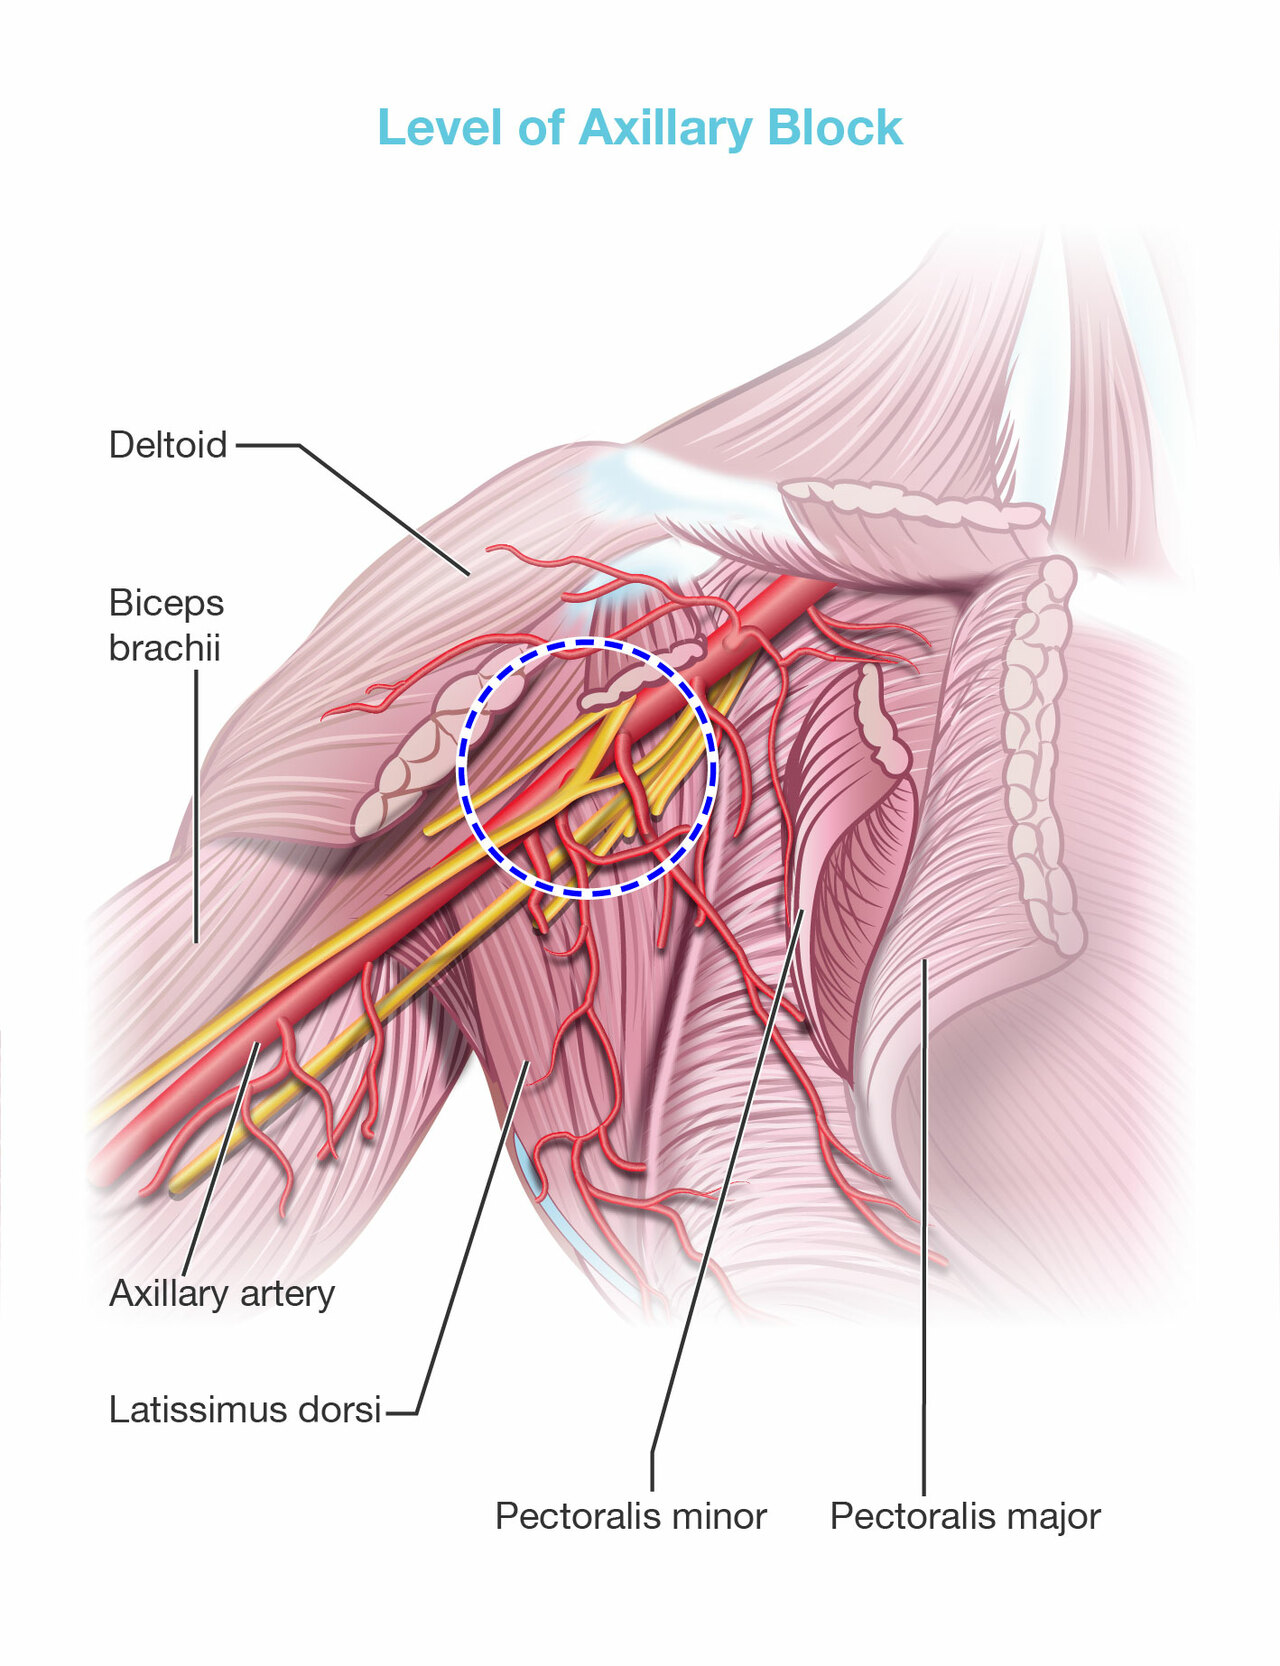 Level of Axillary Block
Deltoid
Biceps
brachii
Axillary artery
Latissimus dorsi
Pectoralis minor
Pectoralis major